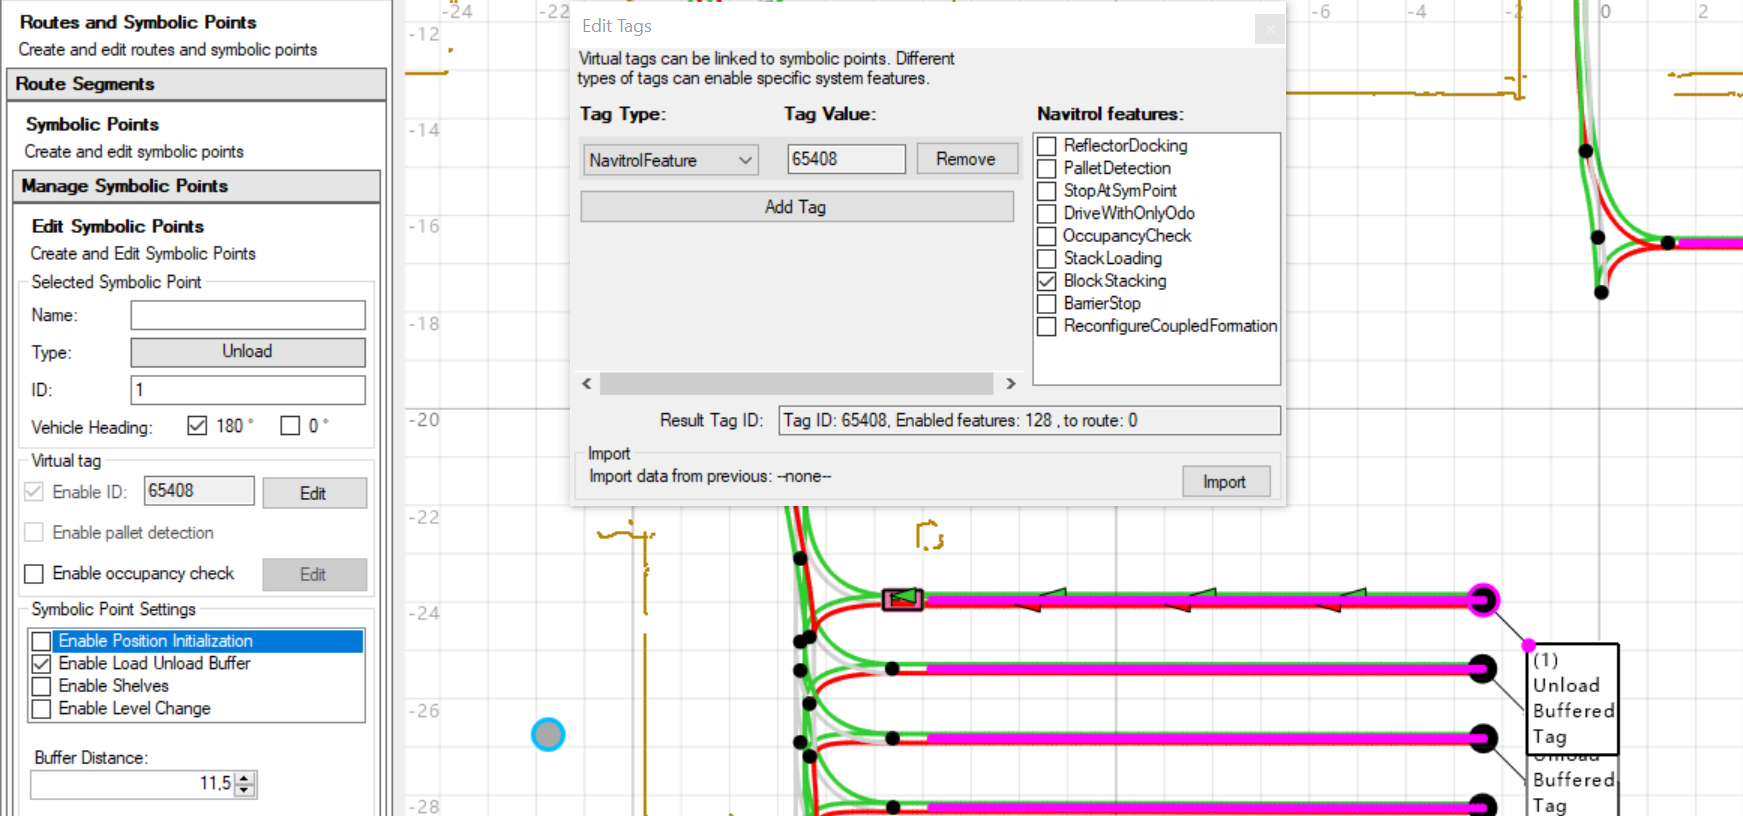 Routes and Symbolic Points
Create and edit routes and symbolic points
Route Segments
Symbolic Points
Create and edit symbolic points
Manage Symbolic Points
Edit Symbolic Points
Create and Edit Symbolic Points
Selected Symbolic Point
Name:
Type:
Unload
ID:
1
Vehicle Heading:
180 °
0 °
Virtual tag
Enable ID:
65408
Edit
Enable pallet detection
Enable occupancy check
Edit
Symbolic Point Settings
Enable Position Initialization
Enable Load Unload Buffer
Enable Shelves
Enable Level Change
Buffer Distance:
11,5
Edit Tags
x
Virtual tags can be linked to symbolic points. Different
types of tags can enable specific system features.
Tag Type:
Tag Value:
Navitrol features:
NavitrolFeature
65408
Remove
Add Tag
ReflectorDocking
PalletDetection
StopAtSymPoint
DriveWithOnlyOdo
OccupancyCheck
StackLoading
BlockStacking
BarrierStop
ReconfigureCoupledFormation
Result Tag ID:
Tag ID: 65408, Enabled features: 128 , to route: 0
Import
Import data from previous: --none--
Import
-24
-22
-6
-4
-2
0
2
-12
-14
-16
-18
-20
-22
-24
-26
-28
(1)
Unload
Buffered
Tag
Unload
Buffered
Tag